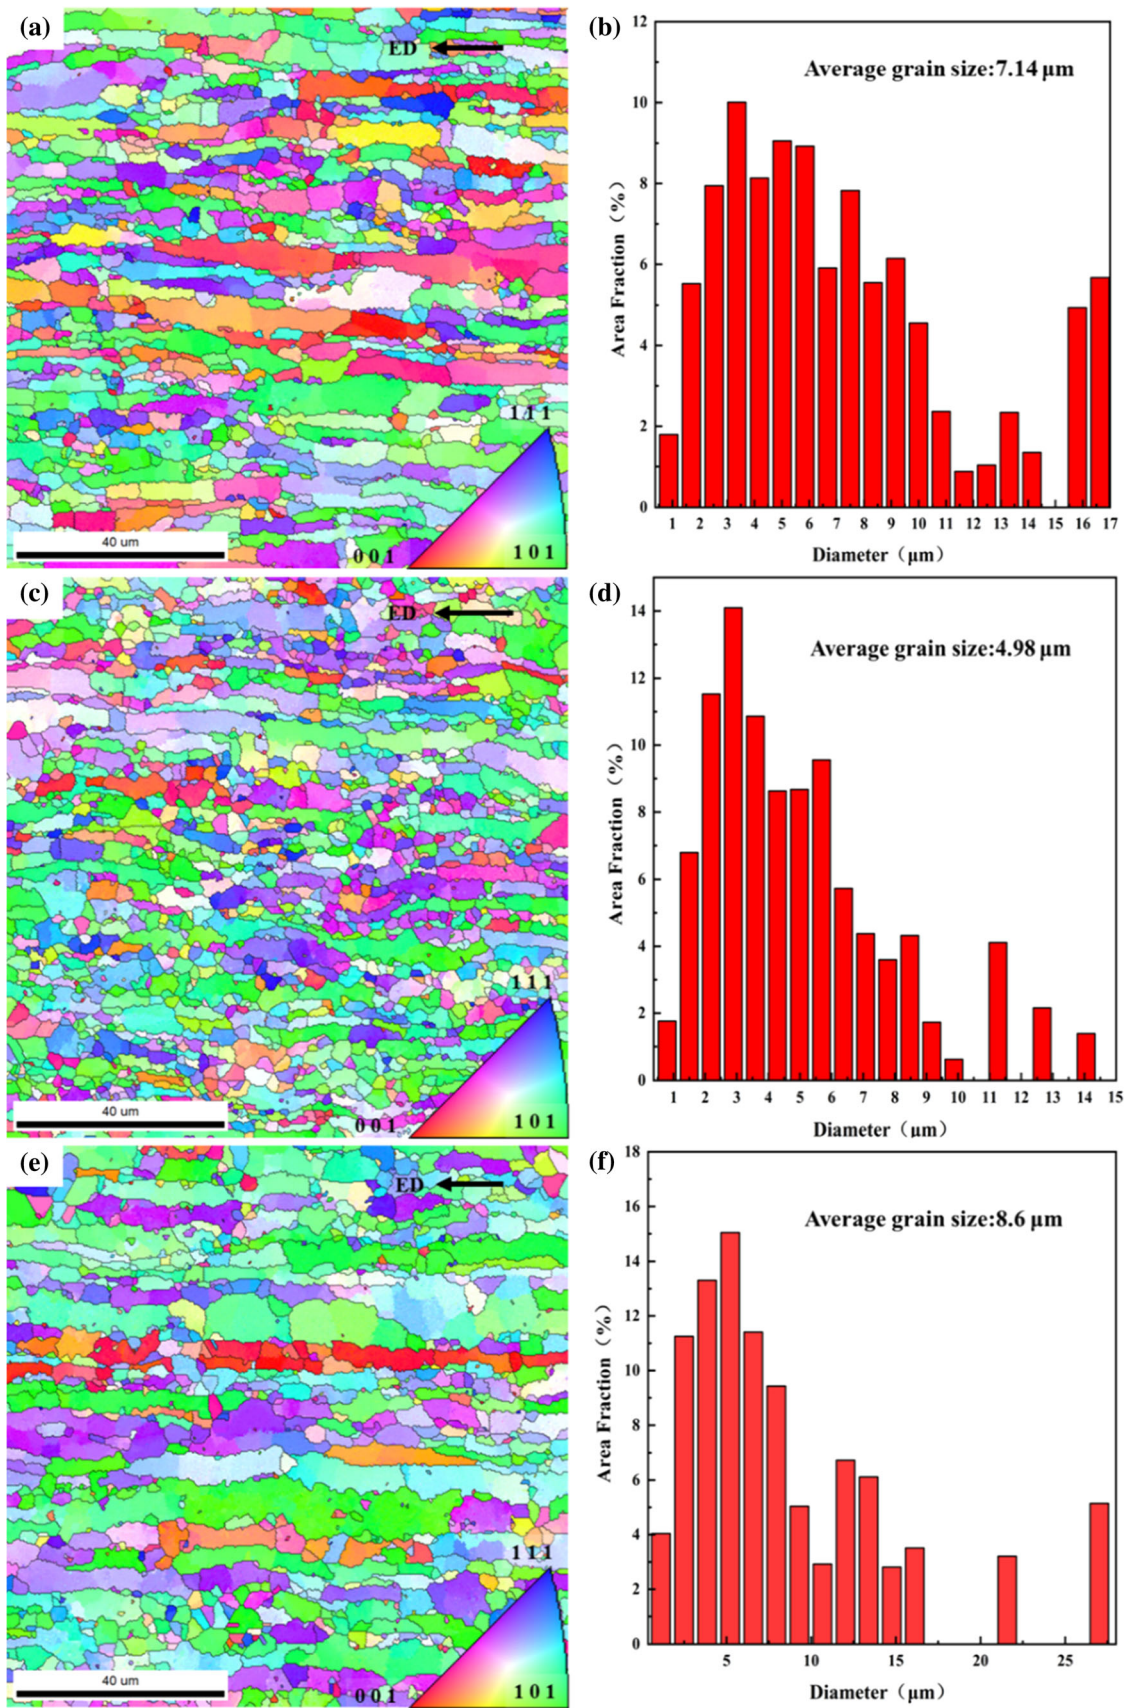 (a)
ED
1 1 1
0 0 1
1 0 1
40 um
(b)
Average grain size:7.14 μm
12
10
8
6
4
2
0
Area Fraction（%）
1 2 3 4 5 6 7 8 9 10 11 12 13 14 15 16 17
Diameter（μm）
(c)
ED
1 1 1
0 0 1
1 0 1
40 um
(d)
Average grain size:4.98 μm
14
12
10
8
6
4
2
0
Area Fraction（%）
1 2 3 4 5 6 7 8 9 10 11 12 13 14 15
Diameter（μm）
(e)
ED
1 1 1
0 0 1
1 0 1
40 um
(f)
Average grain size:8.6 μm
18
16
14
12
10
8
6
4
2
0
Area Fraction（%）
5 10 15 20 25
Diameter（μm）